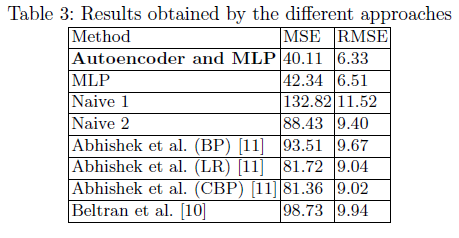 Table 3: Results obtained by the different approaches
Method MSE RMSE
Autoencoder and MLP 40.11 6.33
MLP 42.34 6.51
Naive 1 132.82 11.52
Naive 2 88.43 9.40
Abhishek et al. (BP) [11] 93.51 9.67
Abhishek et al. (LR) [11] 81.72 9.04
Abhishek et al. (CBP) [11] 81.36 9.02
Beltran et al. [10] 98.73 9.94